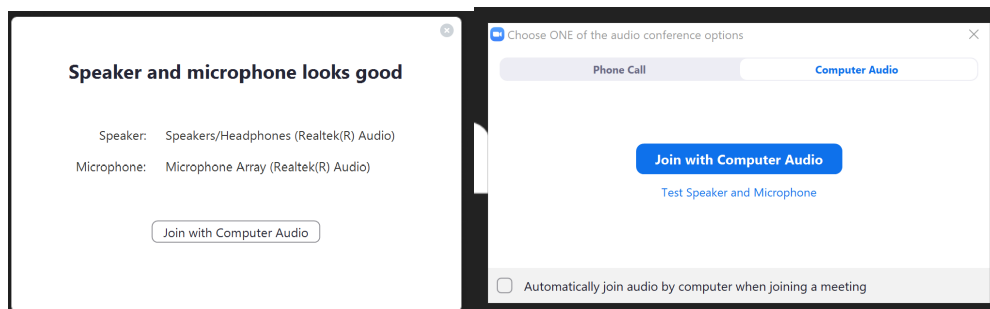 Speaker and microphone looks good
Speaker: Speakers/Headphones (Realtek(R) Audio)
Microphone: Microphone Array (Realtek(R) Audio)
Join with Computer Audio
Choose ONE of the audio conference options
Phone Call
Computer Audio
Join with Computer Audio
Test Speaker and Microphone
Automatically join audio by computer when joining a meeting